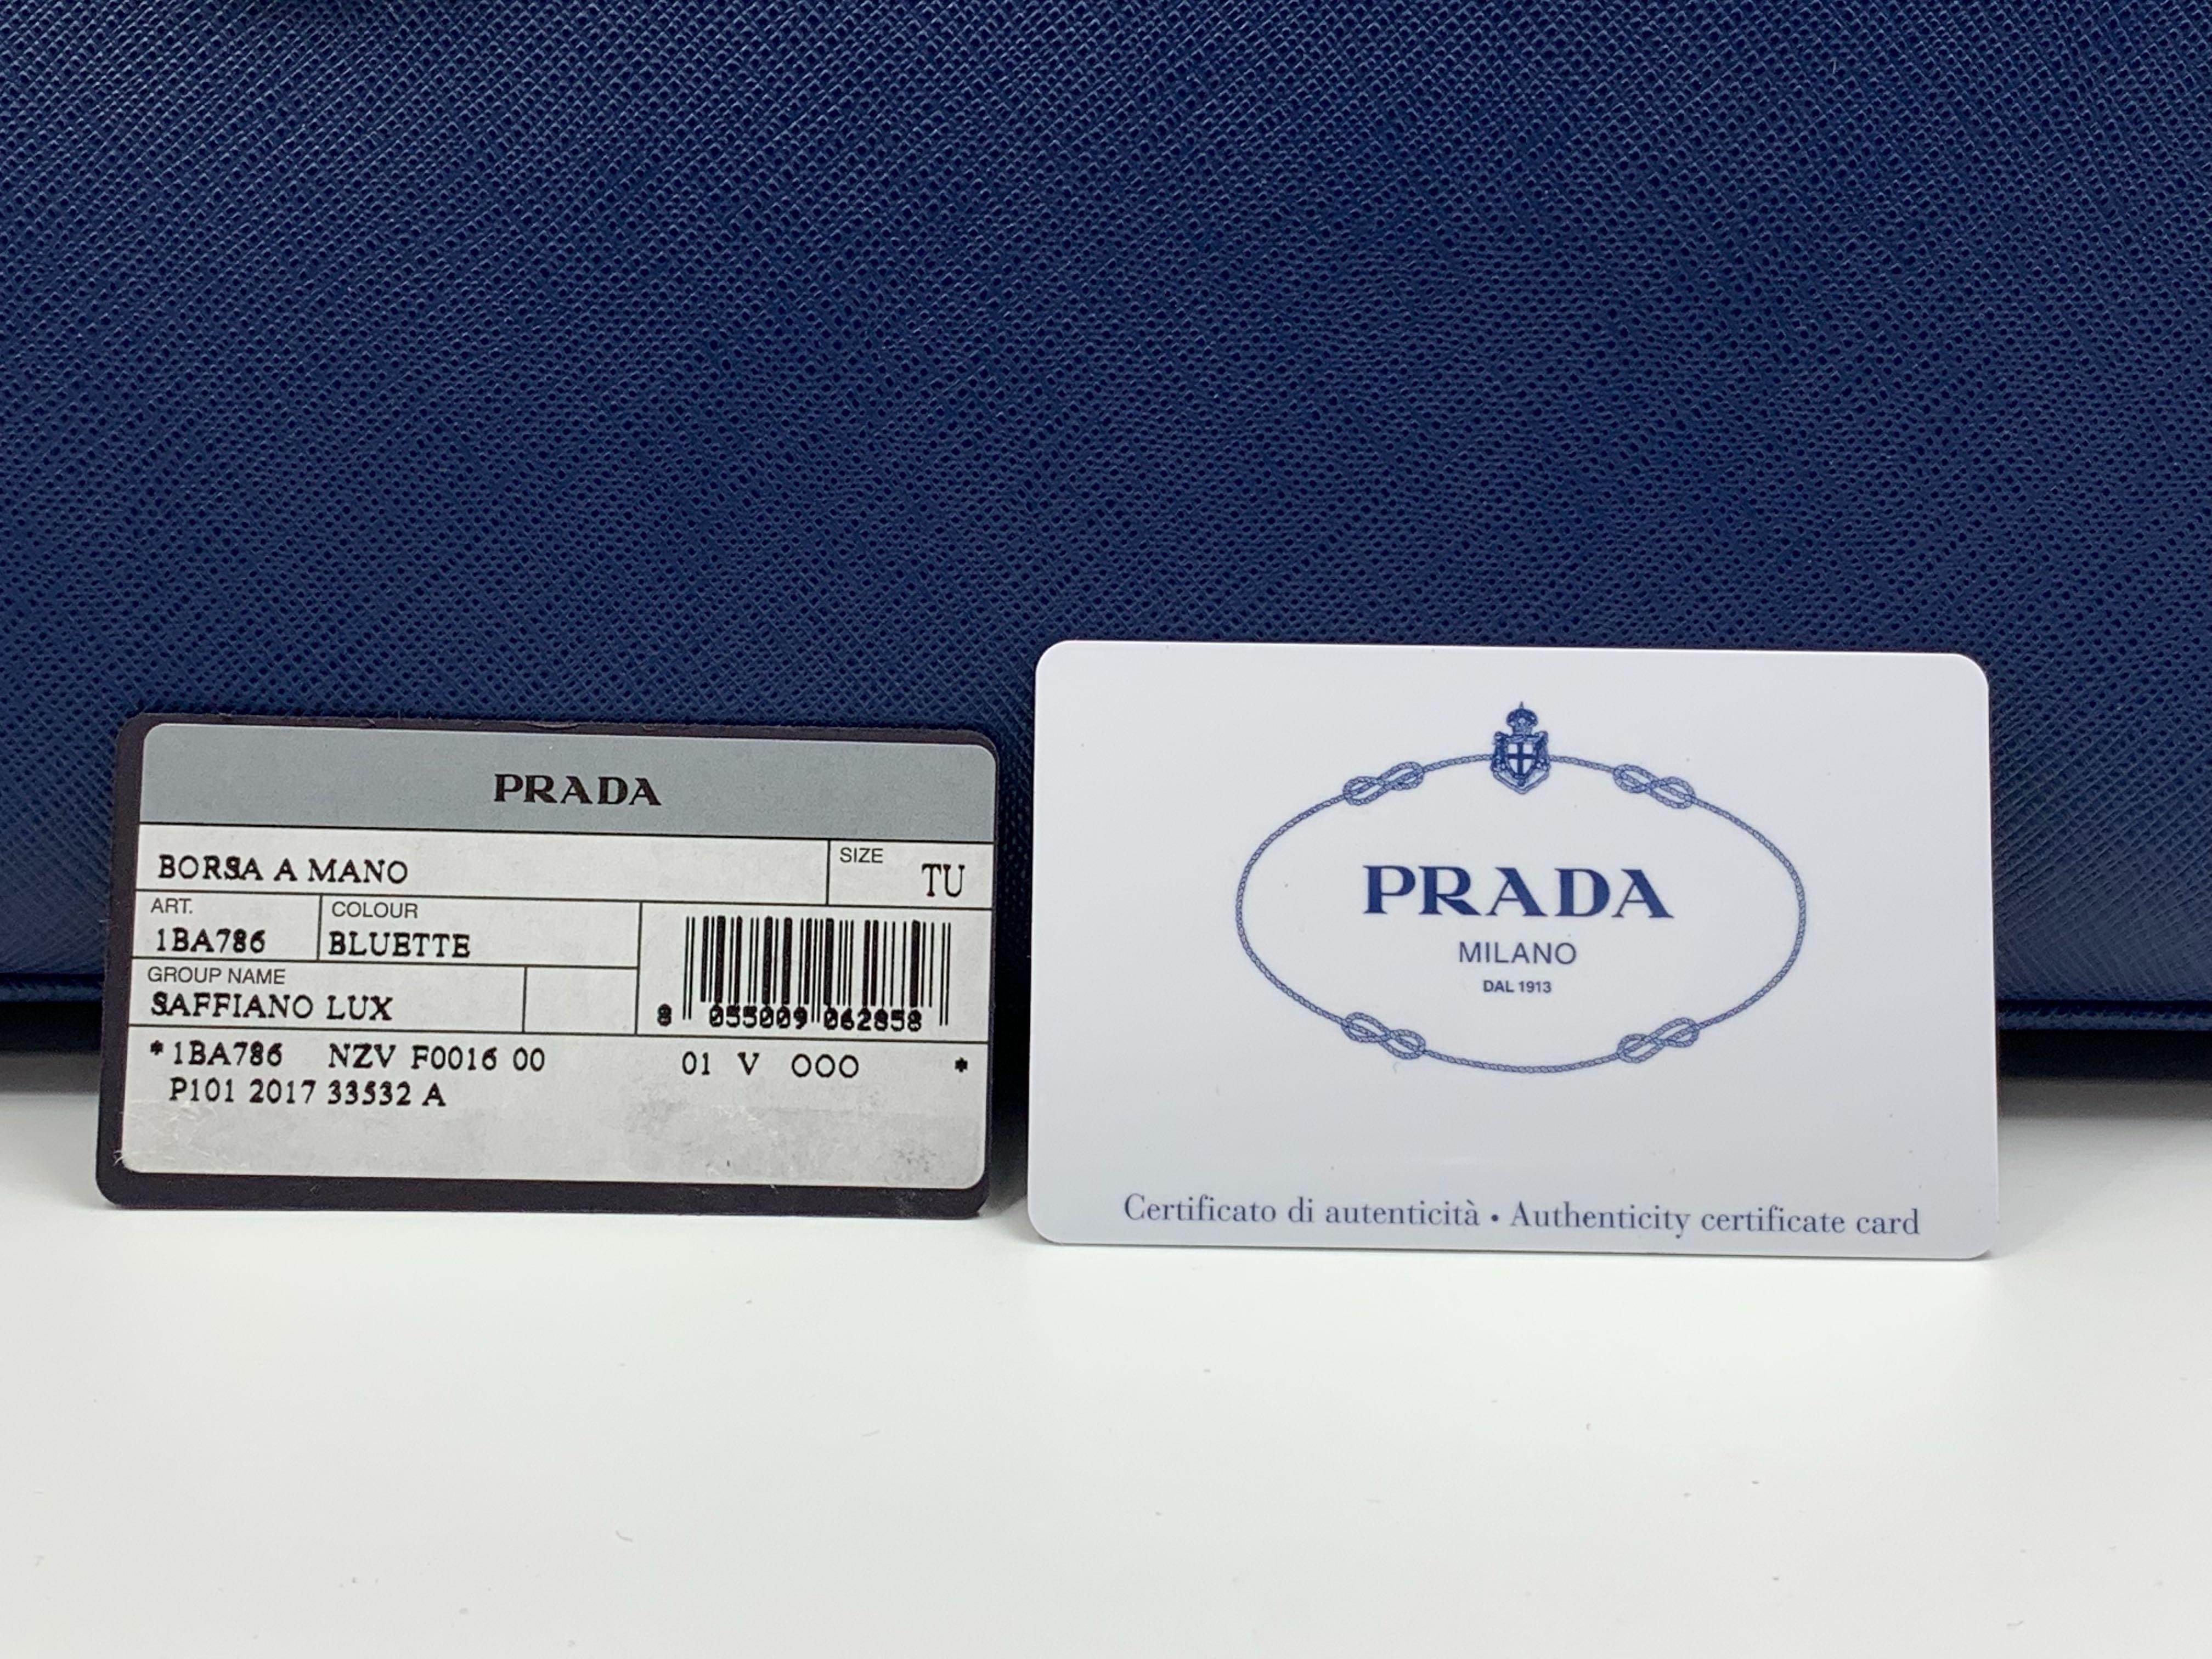 PRADA
BORSA A MANO
SIZE
TU
ART.
1BA786
COLOUR
BLUETTE
GROUP NAME
SAFFIANO LUX
8 055009 062858
*1BA786 NZV F0016 00 01 V OOO *
P101 2017 33532 A
PRADA
MILANO
DAL 1913
Certificato di autenticità • Authenticity certificate card